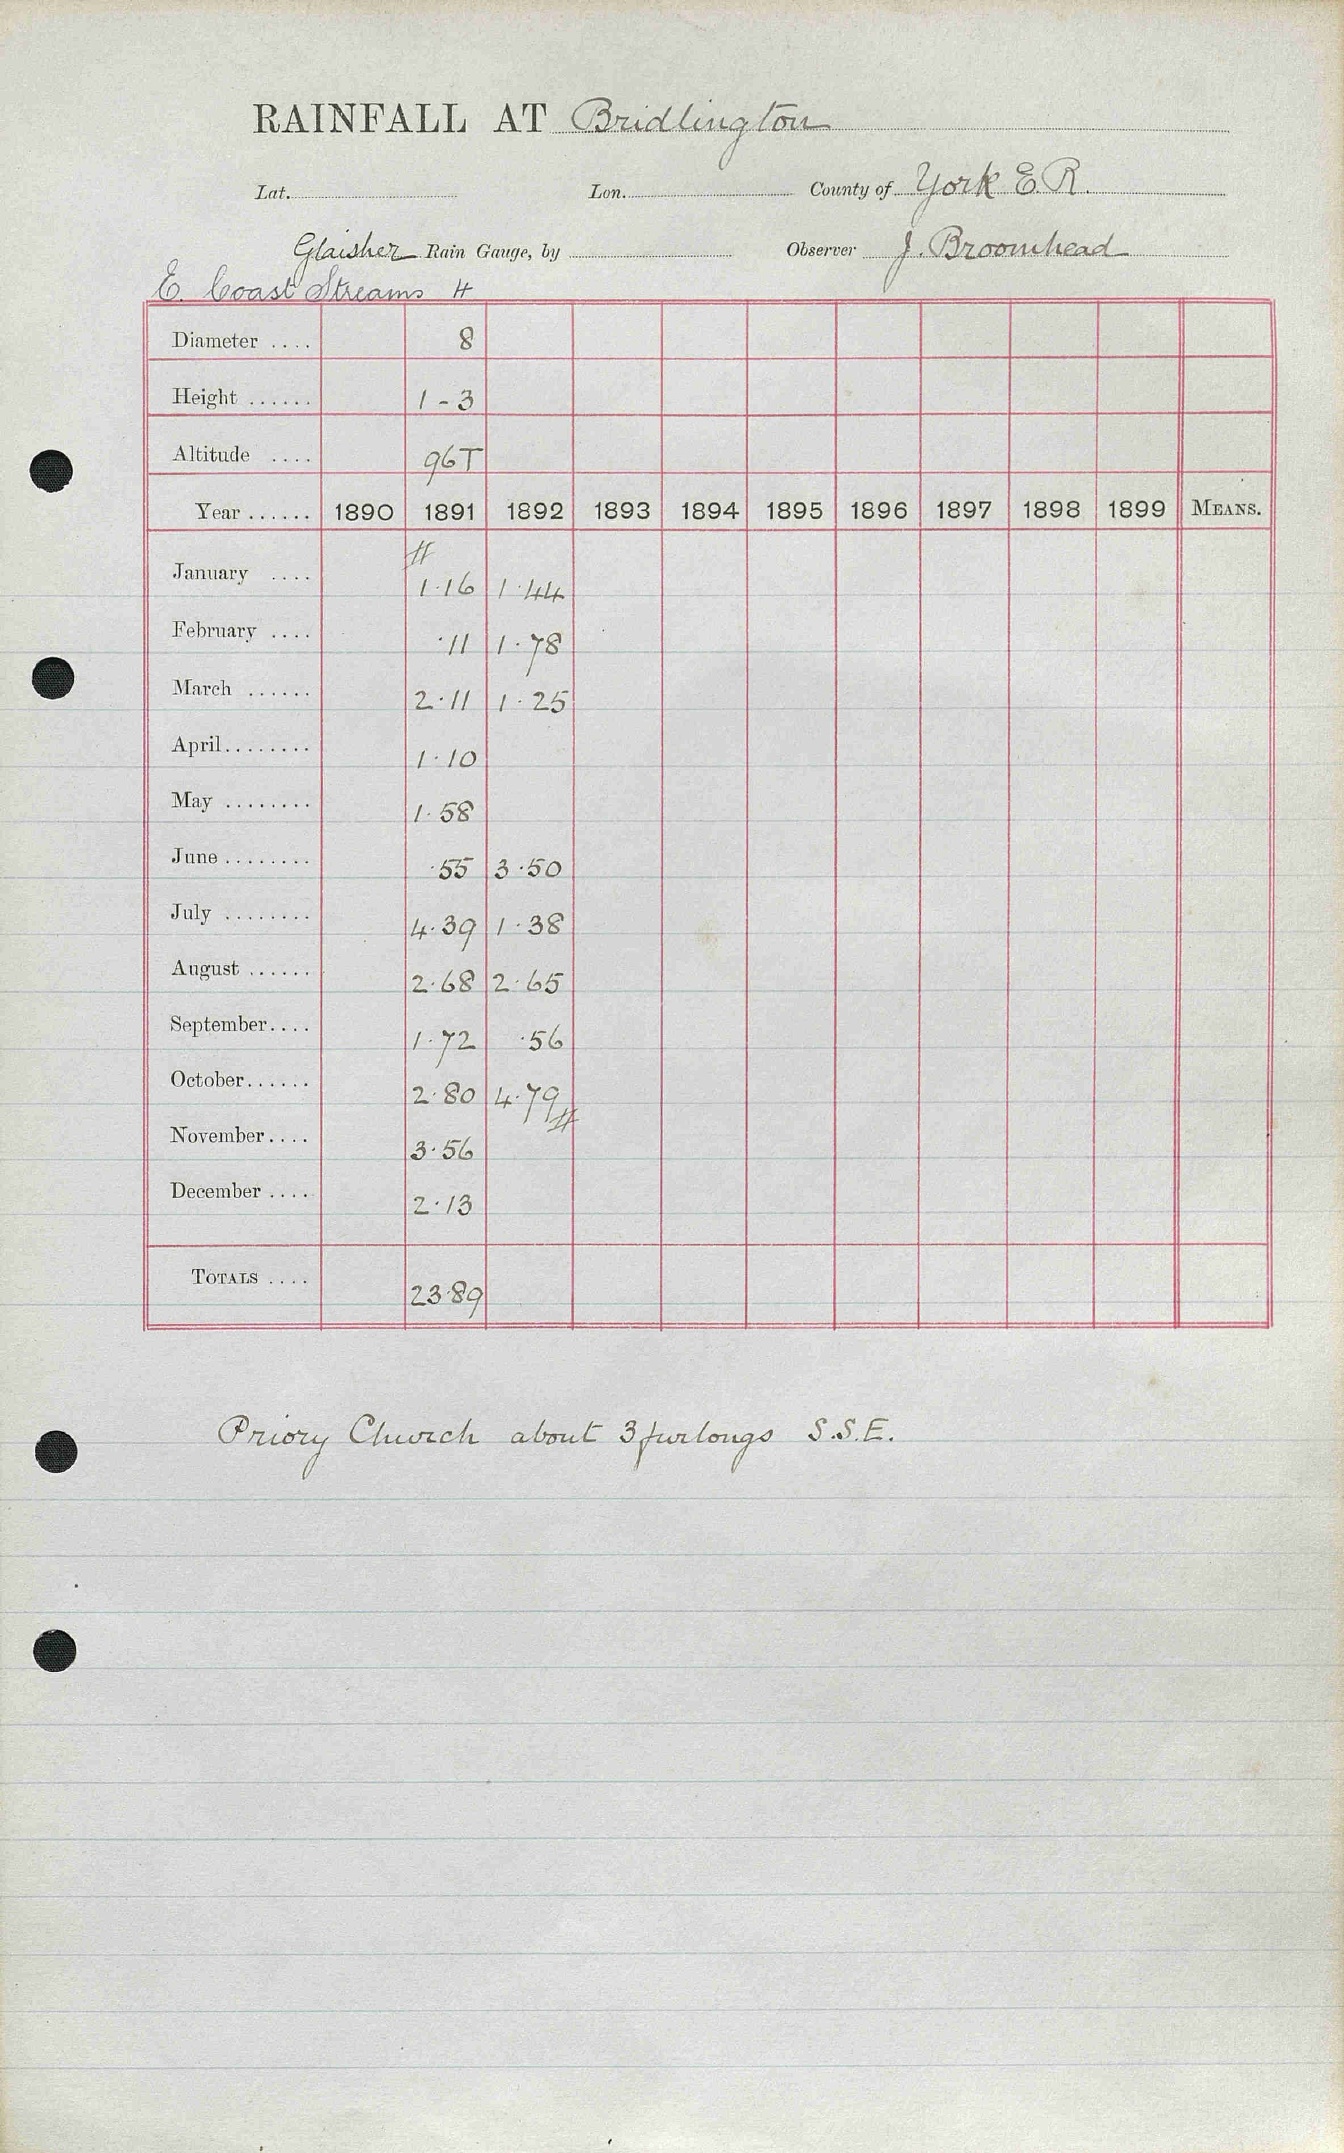 RAINFALL AT Bridlington
Lat. Lon. County of York E.R.
Glaisher Rain Gauge, by Observer J. Broomhead
E. Coast Streams 4
Diameter .... 8
Height ...... 1-3
Altitude .... 96T
Year ...... 1890 1891 1892 1893 1894 1895 1896 1897 1898 1899 MEANS.
#
January .... 1·16 1·44
February .... ·11 1·78
March ...... 2·11 1·25
April ........ 1·10
May ........ 1·58
June ........ ·55 3·50
July ........ 4·39 1·38
August ...... 2·68 2·65
September.... 1·72 ·56
October...... 2·80 4·79 #
November.... 3·56
December .... 2·13
TOTALS .... 23·89
Priory Church about 3 furlongs S.S.E.